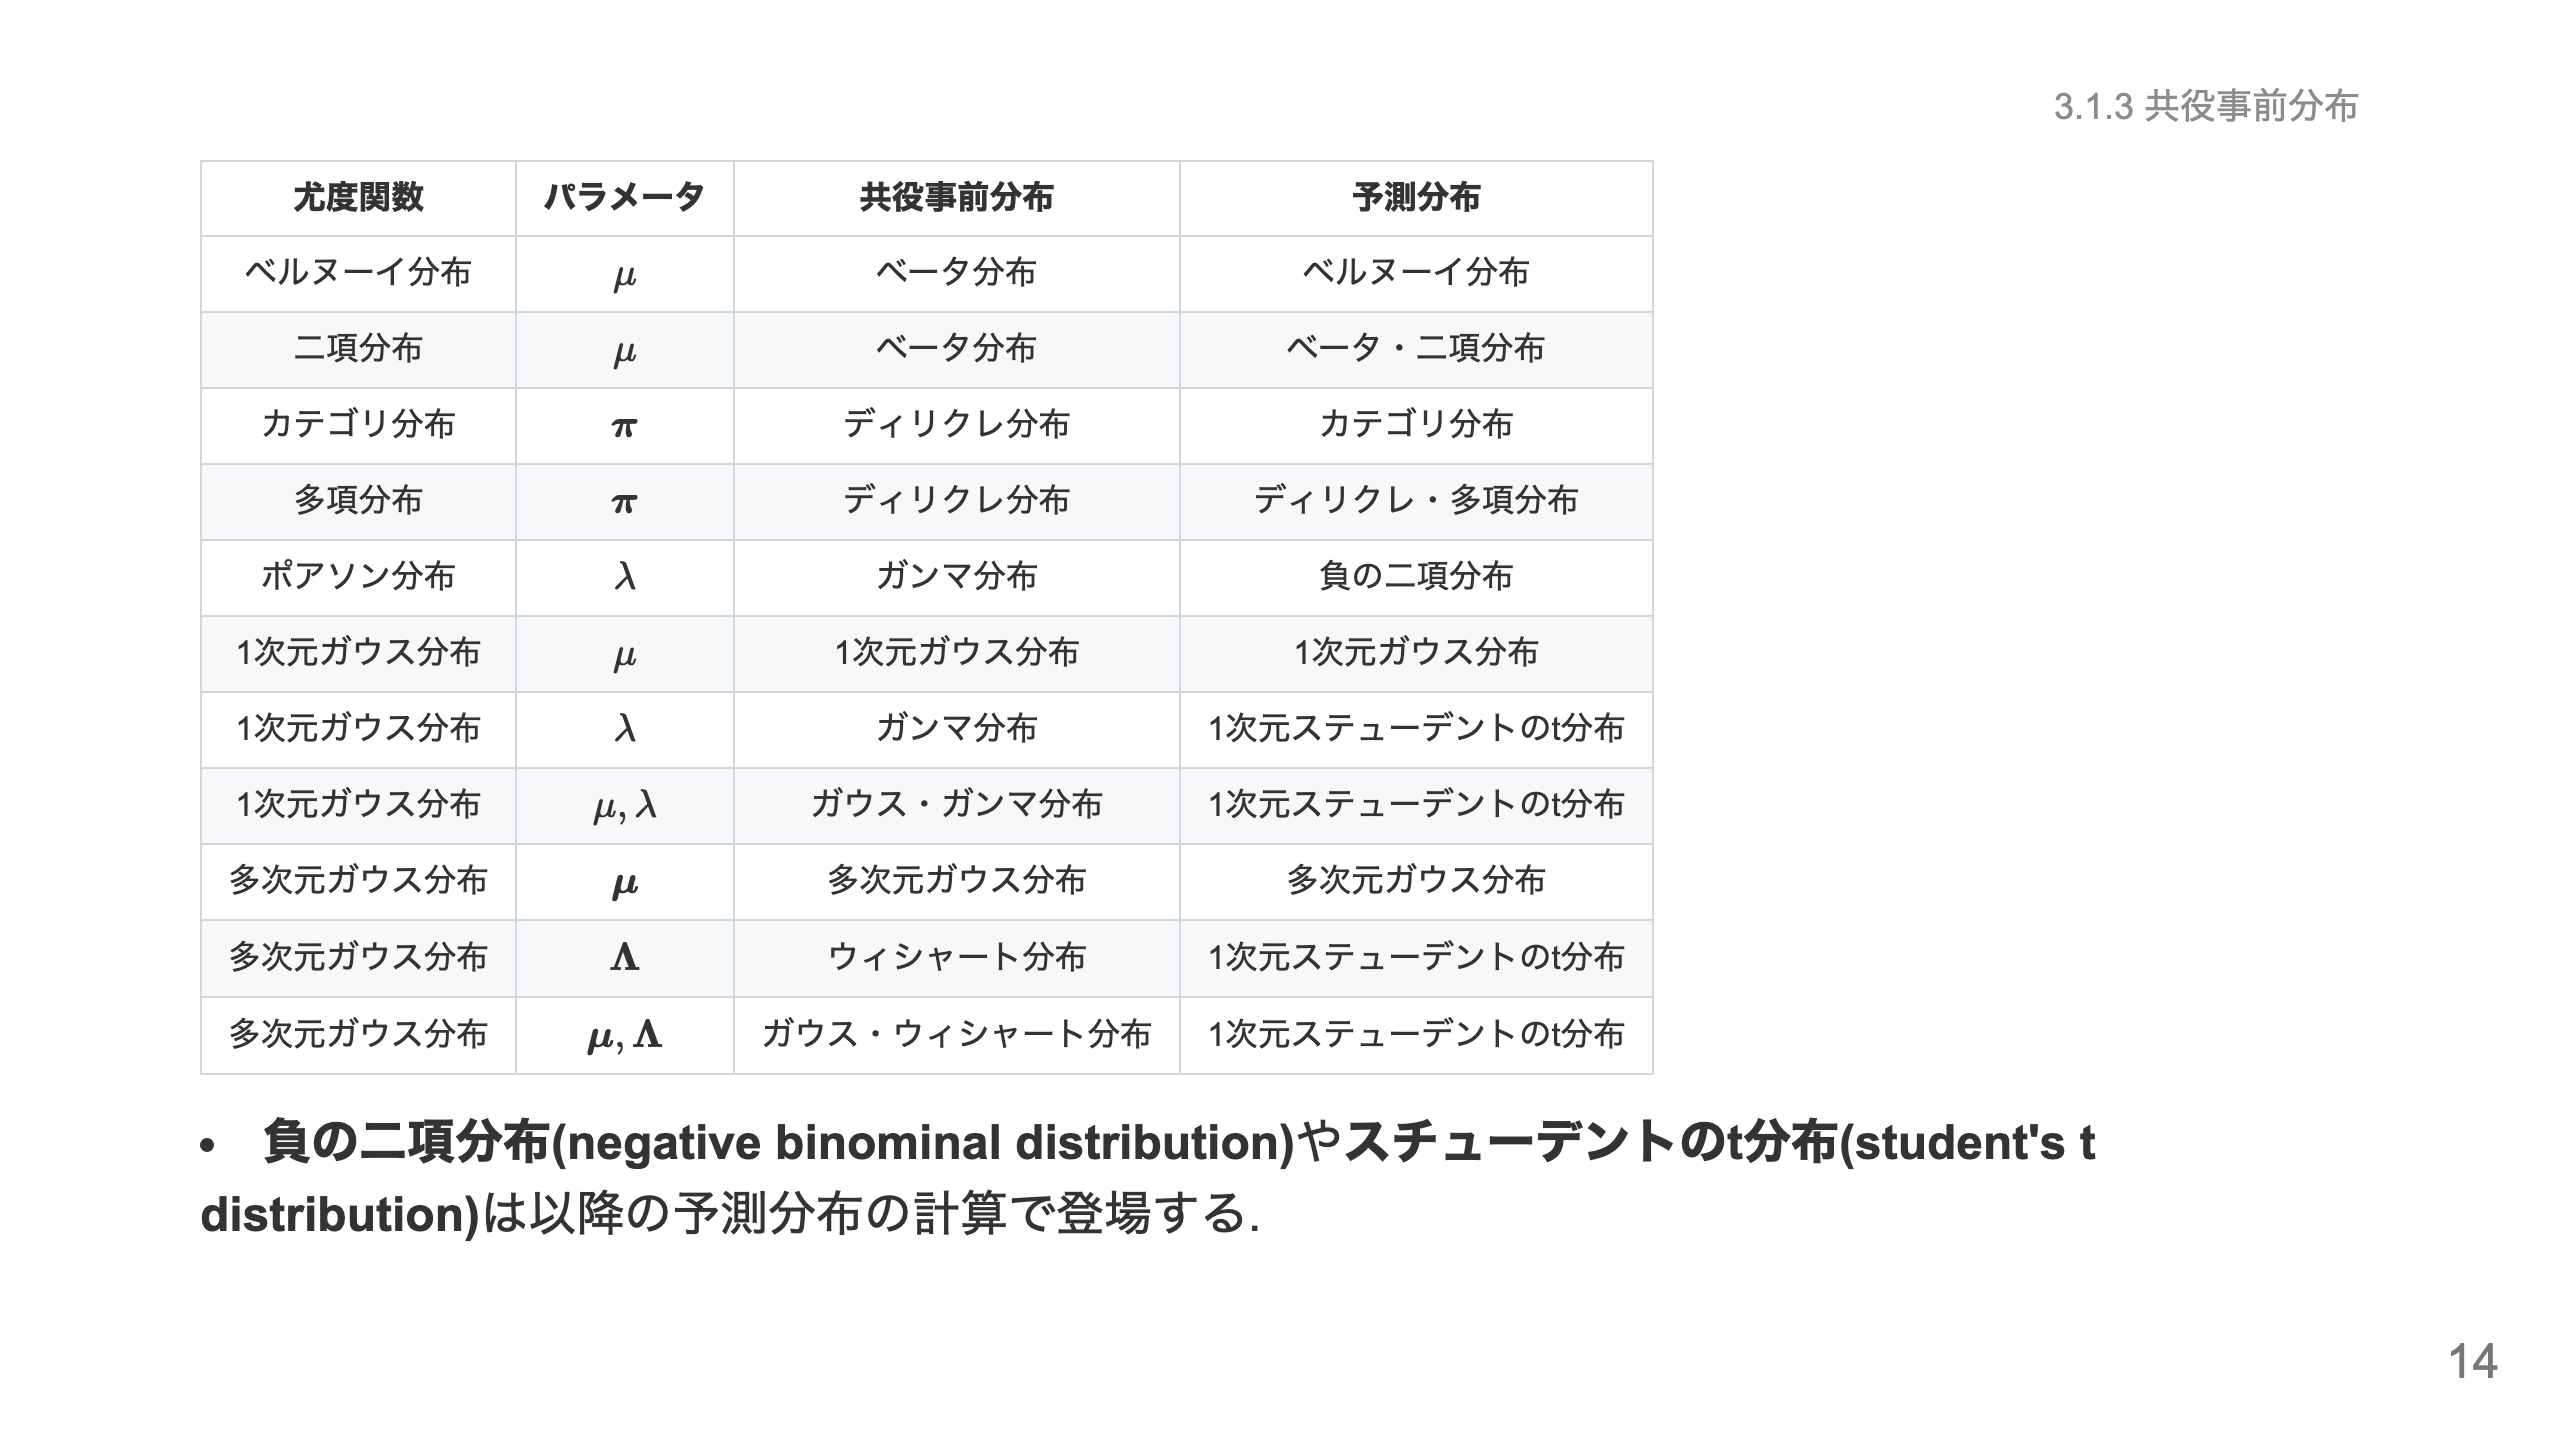 3.1.3 共役事前分布
尤度関数 パラメータ 共役事前分布 予測分布
ベルヌーイ分布 μ ベータ分布 ベルヌーイ分布
二項分布 μ ベータ分布 ベータ・二項分布
カテゴリ分布 π ディリクレ分布 カテゴリ分布
多項分布 π ディリクレ分布 ディリクレ・多項分布
ポアソン分布 λ ガンマ分布 負の二項分布
1次元ガウス分布 μ 1次元ガウス分布 1次元ガウス分布
1次元ガウス分布 λ ガンマ分布 1次元ステューデントのt分布
1次元ガウス分布 μ, λ ガウス・ガンマ分布 1次元ステューデントのt分布
多次元ガウス分布 μ 多次元ガウス分布 多次元ガウス分布
多次元ガウス分布 Λ ウィシャート分布 1次元ステューデントのt分布
多次元ガウス分布 μ, Λ ガウス・ウィシャート分布 1次元ステューデントのt分布
• 負の二項分布(negative binominal distribution)やスチューデントのt分布(student's t
distribution)は以降の予測分布の計算で登場する.
14